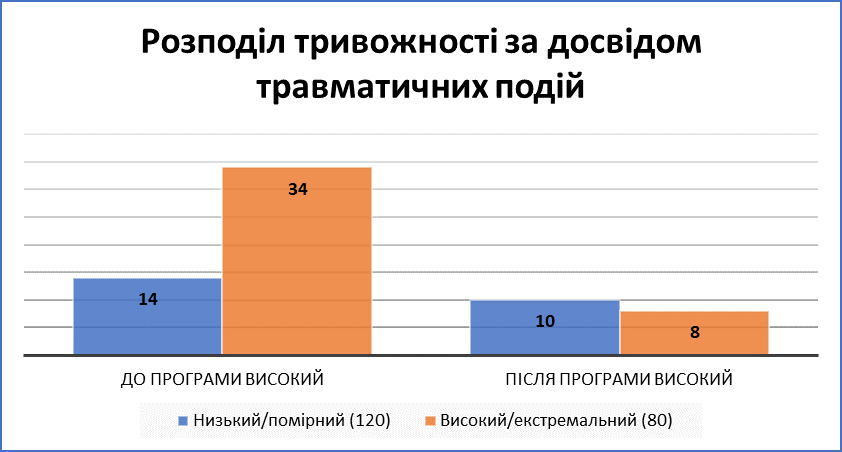 Розподіл тривожності за досвідом
травматичних подій
34
14
10
8
ДО ПРОГРАМИ ВИСОКИЙ
ПІСЛЯ ПРОГРАМИ ВИСОКИЙ
Низький/помірний (120)
Високий/екстремальний (80)